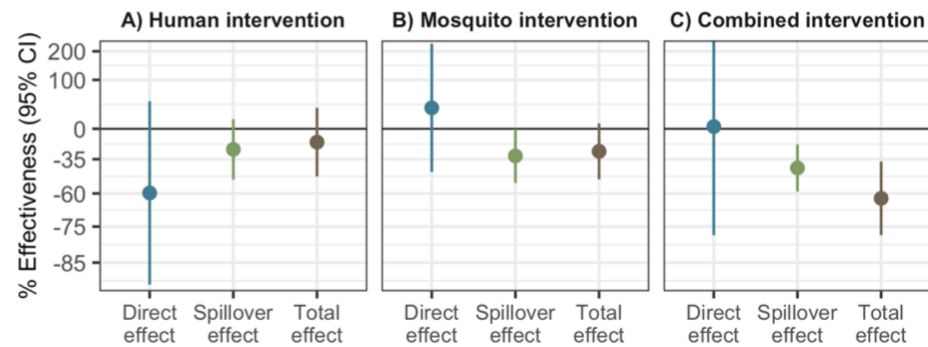 A) Human intervention
B) Mosquito intervention
C) Combined intervention
% Effectiveness (95% CI)
200
100
0
-35
-60
-75
-85
Direct effect
Spillover effect
Total effect
Direct effect
Spillover effect
Total effect
Direct effect
Spillover effect
Total effect